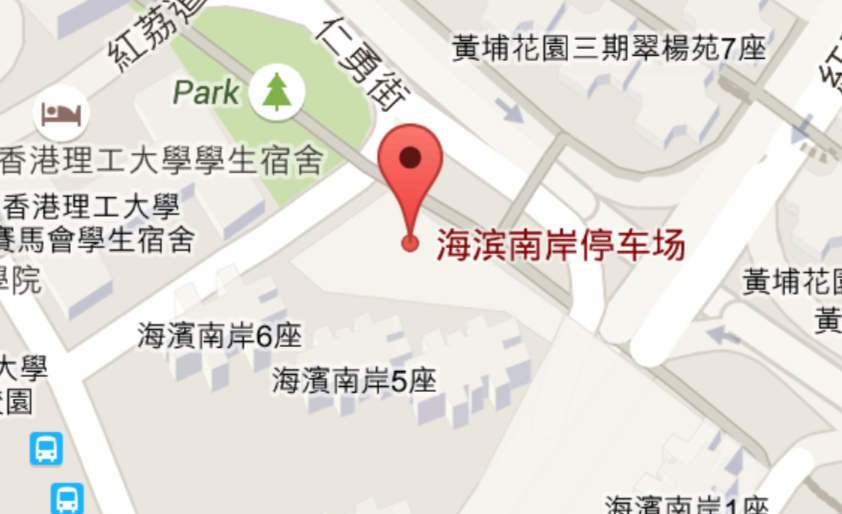 紅荔道
仁勇街
黃埔花園三期翠楊苑7座
Park
香港理工大學學生宿舍
香港理工大學
賽馬會學生宿舍
學院
海滨南岸停车场
黃埔花園
黃
海濱南岸6座
海濱南岸5座
大學
園
海濱南岸1座